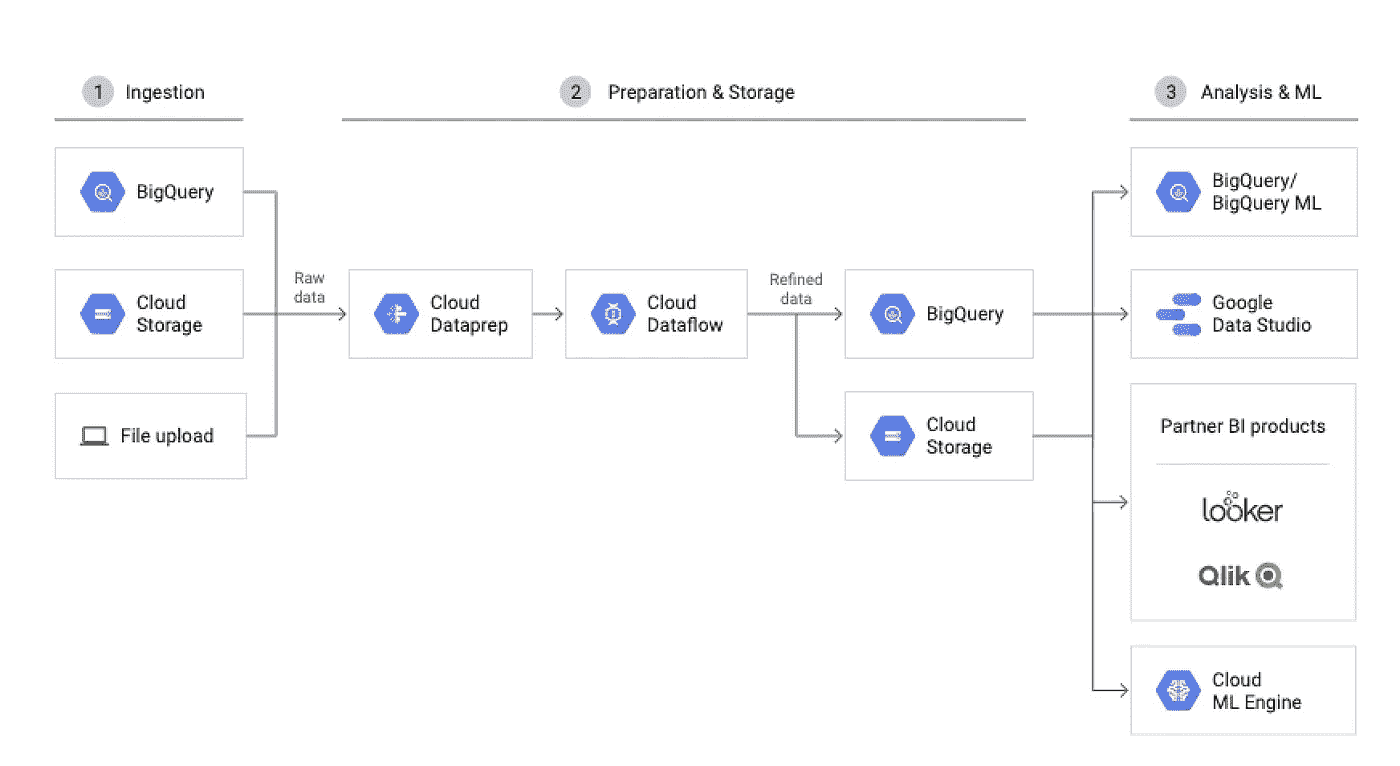 1 Ingestion
2 Preparation & Storage
3 Analysis & ML
BigQuery
Cloud
Storage
File upload
Raw
data
Cloud
Dataprep
Cloud
Dataflow
Refined
data
BigQuery
Cloud
Storage
BigQuery/
BigQuery ML
Google
Data Studio
Partner BI products
looker
Qlik
Cloud
ML Engine